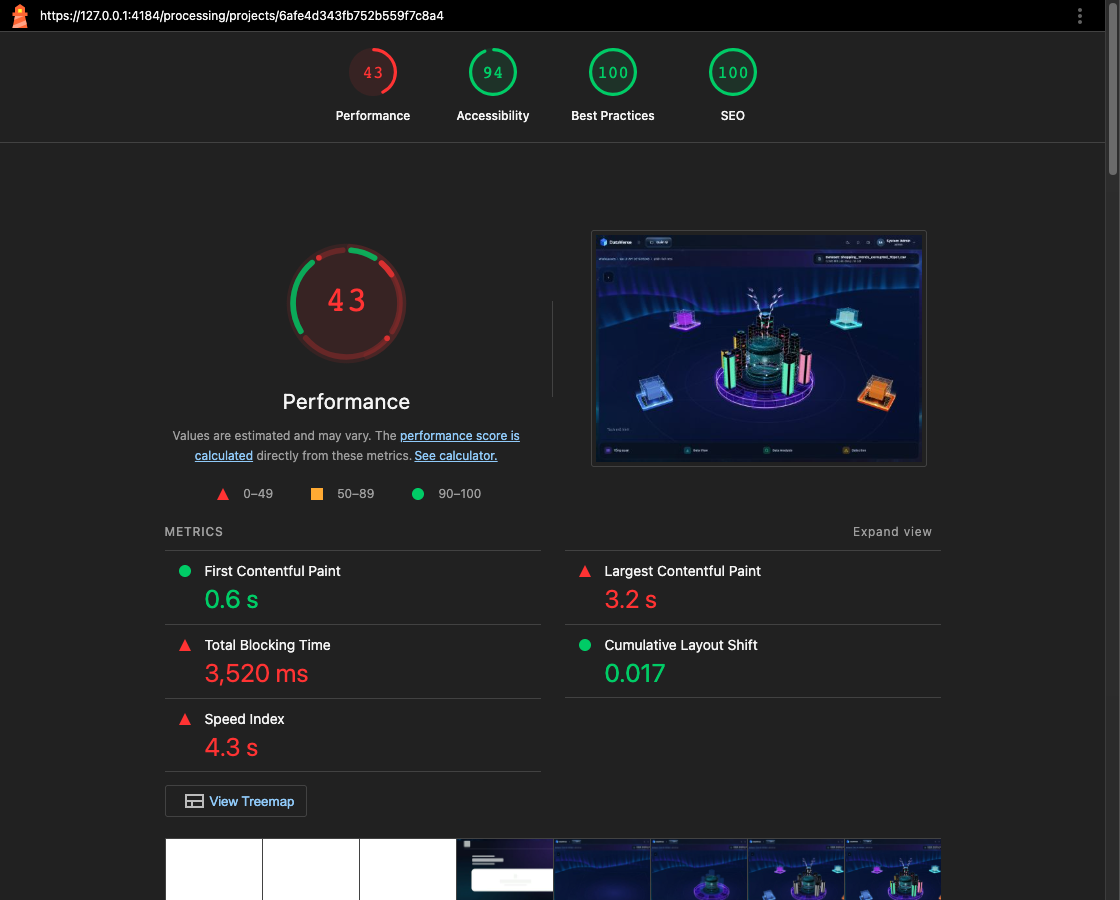 https://127.0.0.1:4184/processing/projects/6afe4d343fb752b559f7c8a4
43
94
100
100
Performance
Accessibility
Best Practices
SEO
43
Performance
Values are estimated and may vary. The performance score is
calculated directly from these metrics. See calculator.
0–49
50–89
90–100
DataVerse
METRICS
Expand view
First Contentful Paint
0.6 s
Largest Contentful Paint
3.2 s
Total Blocking Time
3,520 ms
Cumulative Layout Shift
0.017
Speed Index
4.3 s
View Treemap